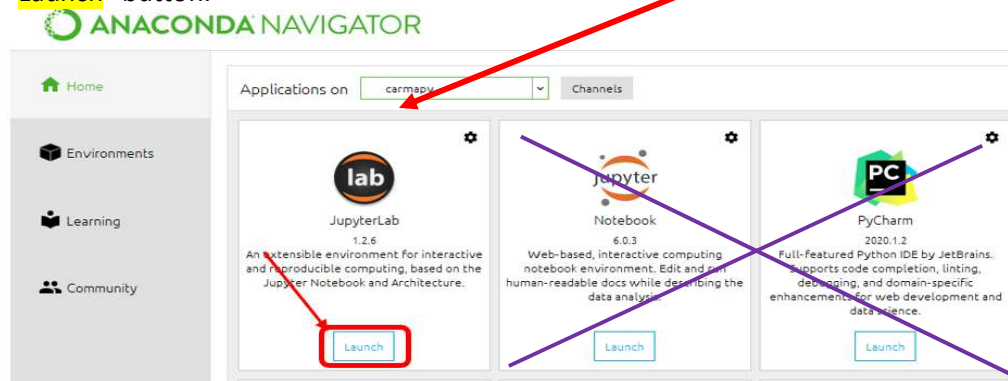 "Launch" button.
ANACONDA NAVIGATOR
Home
Applications on carmapy Channels
Environments
Learning
Community
lab
JupyterLab
1.2.6
An extensible environment for interactive
and reproducible computing, based on the
Jupyter Notebook and Architecture.
Launch
jupyter
Notebook
6.0.3
Web-based, interactive computing
notebook environment. Edit and run
human-readable docs while describing the
data analysis.
Launch
PC
PyCharm
2020.1.2
Full-featured Python IDE by JetBrains.
Supports code completion, linting,
debugging, and domain-specific
enhancements for web development and
data science.
Launch